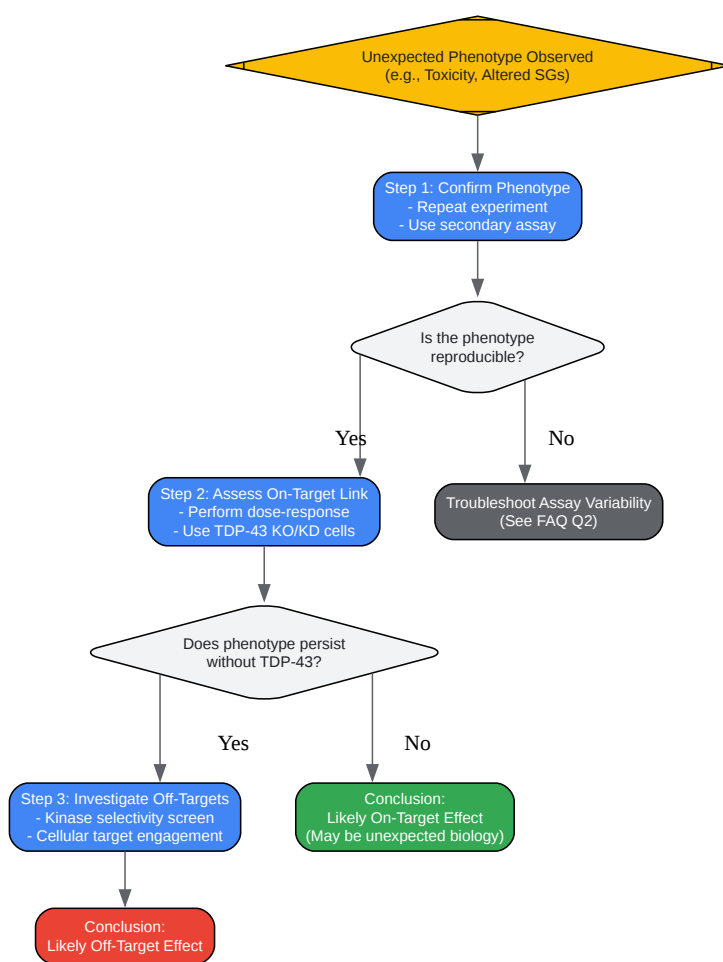 Unexpected Phenotype Observed
(e.g., Toxicity, Altered SGs)
Step 1: Confirm Phenotype
- Repeat experiment
- Use secondary assay
Is the phenotype
reproducible?
Yes
No
Step 2: Assess On-Target Link
- Perform dose-response
- Use TDP-43 KO/KD cells
Troubleshoot Assay Variability
(See FAQ Q2)
Does phenotype persist
without TDP-43?
Yes
No
Step 3: Investigate Off-Targets
- Kinase selectivity screen
- Cellular target engagement
Conclusion:
Likely On-Target Effect
(May be unexpected biology)
Conclusion:
Likely Off-Target Effect